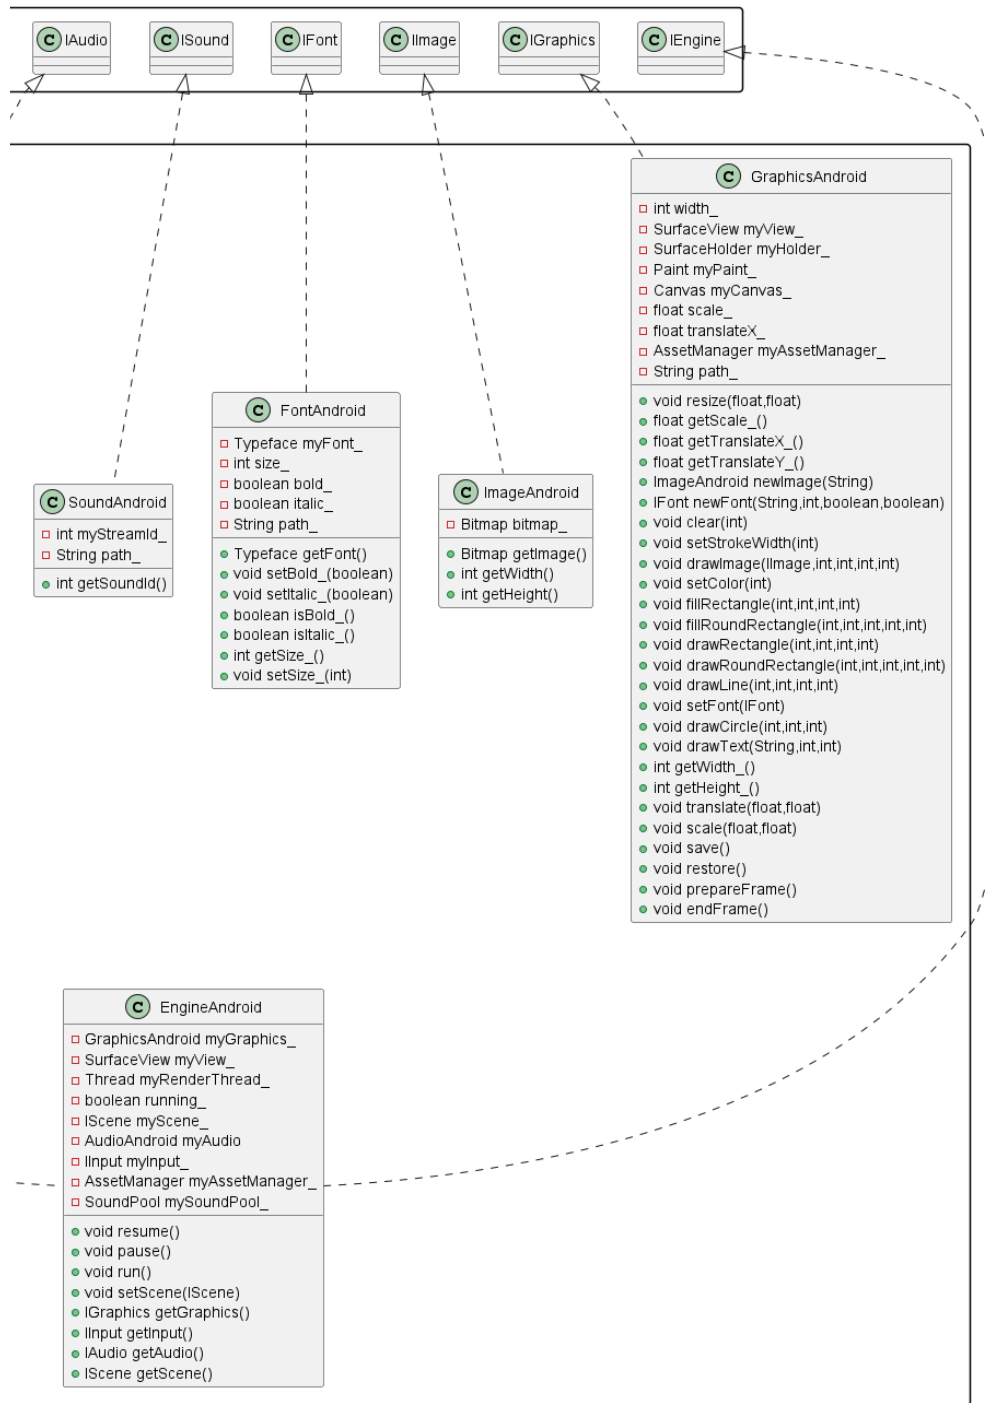 C IAudio
C ISound
C IFont
C IImage
C IGraphics
C IEngine
C GraphicsAndroid
int width_
SurfaceView myView_
SurfaceHolder myHolder_
Paint myPaint_
Canvas myCanvas_
float scale_
float translateX_
AssetManager myAssetManager_
String path_
void resize(float,float)
float getScale_()
float getTranslateX_()
float getTranslateY_()
ImageAndroid newImage(String)
IFont newFont(String,int,boolean,boolean)
void clear(int)
void setStrokeWidth(int)
void drawImage(IImage,int,int,int,int)
void setColor(int)
void fillRectangle(int,int,int,int)
void fillRoundRectangle(int,int,int,int,int)
void drawRectangle(int,int,int,int)
void drawRoundRectangle(int,int,int,int,int)
void drawLine(int,int,int,int)
void setFont(IFont)
void drawCircle(int,int,int)
void drawText(String,int,int)
int getWidth_()
int getHeight_()
void translate(float,float)
void scale(float,float)
void save()
void restore()
void prepareFrame()
void endFrame()
C FontAndroid
Typeface myFont_
int size_
boolean bold_
boolean italic_
String path_
Typeface getFont()
void setBold_(boolean)
void setItalic_(boolean)
boolean isBold_()
boolean isItalic_()
int getSize_()
void setSize_(int)
C SoundAndroid
int myStreamId_
String path_
int getSoundId()
C ImageAndroid
Bitmap bitmap_
Bitmap getImage()
int getWidth()
int getHeight()
C EngineAndroid
GraphicsAndroid myGraphics_
SurfaceView myView_
Thread myRenderThread_
boolean running_
IScene myScene_
AudioAndroid myAudio
IInput myInput_
AssetManager myAssetManager_
SoundPool mySoundPool_
void resume()
void pause()
void run()
void setScene(IScene)
IGraphics getGraphics()
IInput getInput()
IAudio getAudio()
IScene getScene()